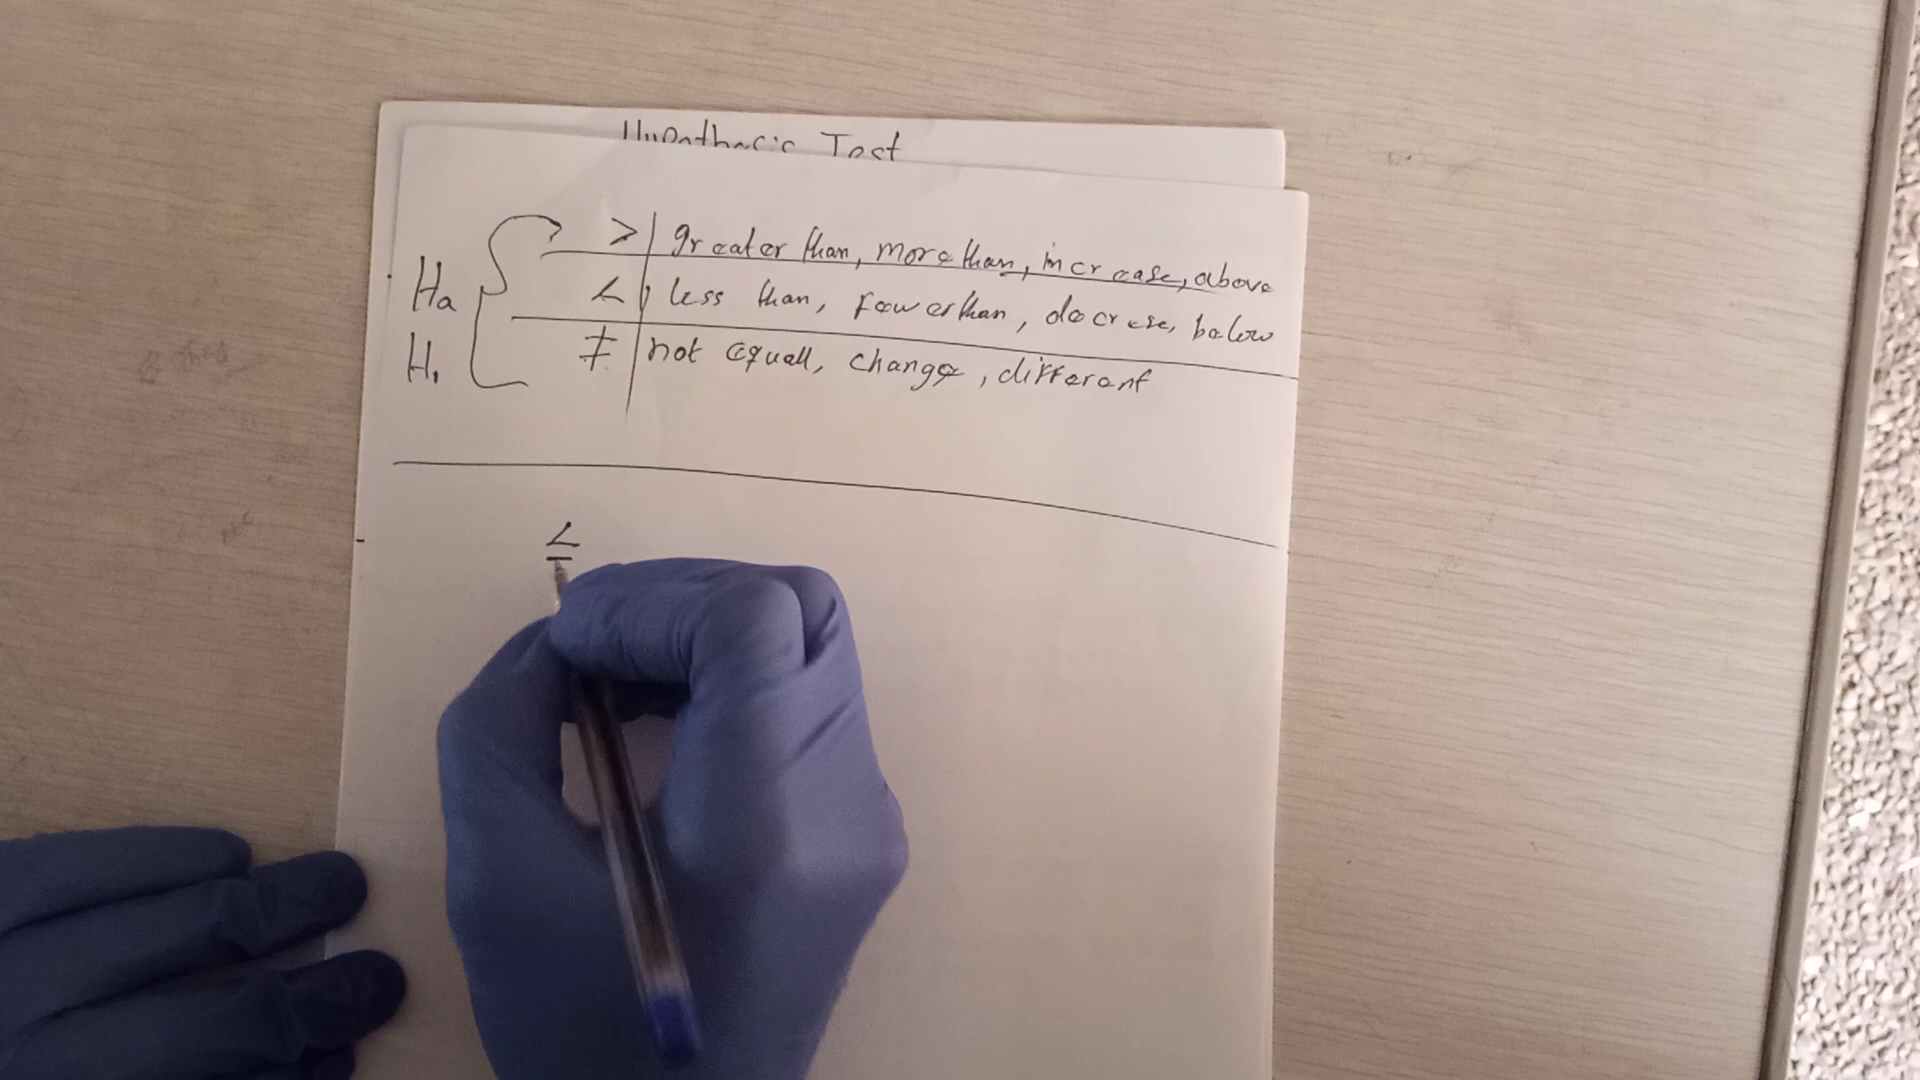 Hypothesis Test
> greater than, more than, increase, above
Ha < less than, fewer than, decrese, below
H₁ ≠ not equall, change, different
≤